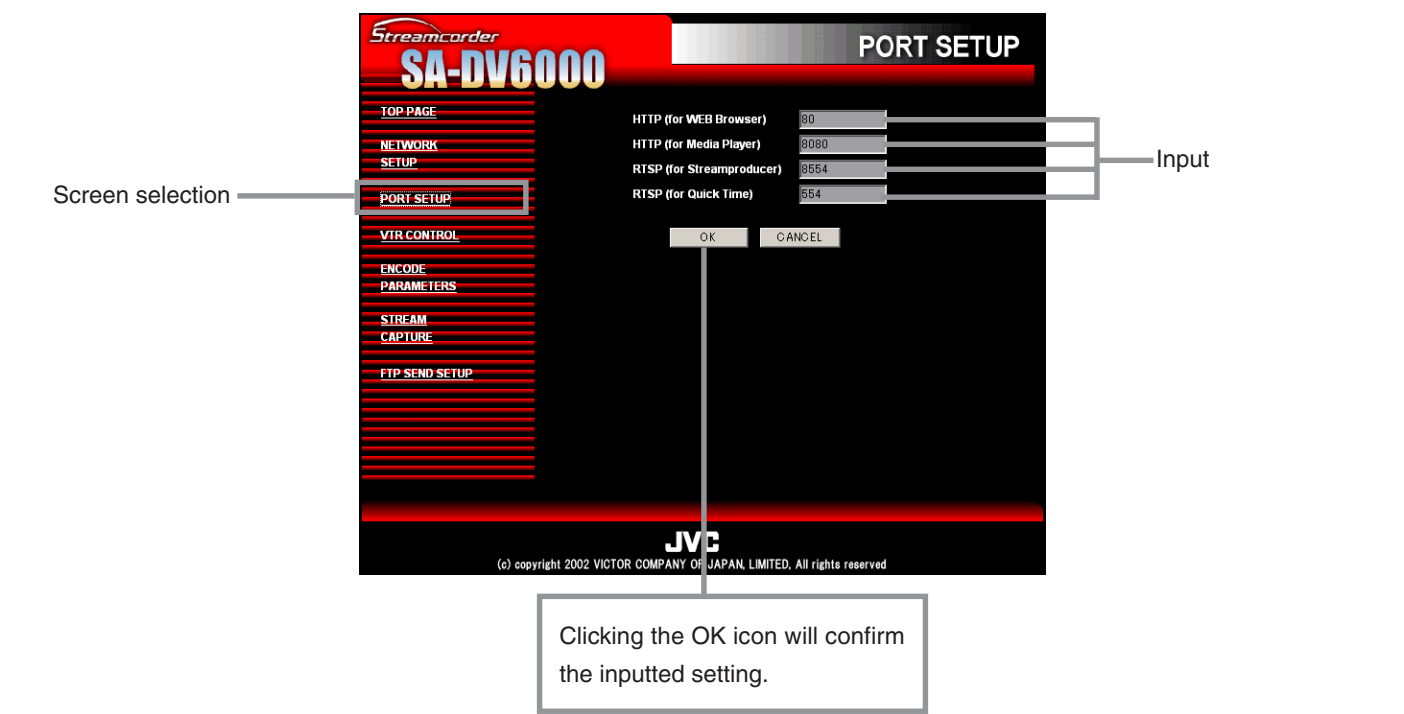 Streamcorder
SA-DV6000
PORT SETUP
TOP PAGE
NETWORK
SETUP
PORT SETUP
VTR CONTROL
ENCODE
PARAMETERS
STREAM
CAPTURE
FTP SEND SETUP
HTTP (for WEB Browser) 80
HTTP (for Media Player) 8080
RTSP (for Streamproducer) 8554
RTSP (for Quick Time) 554
OK CANCEL
Screen selection
Input
JVC
(c) copyright 2002 VICTOR COMPANY OF JAPAN, LIMITED, All rights reserved
Clicking the OK icon will confirm
the inputted setting.